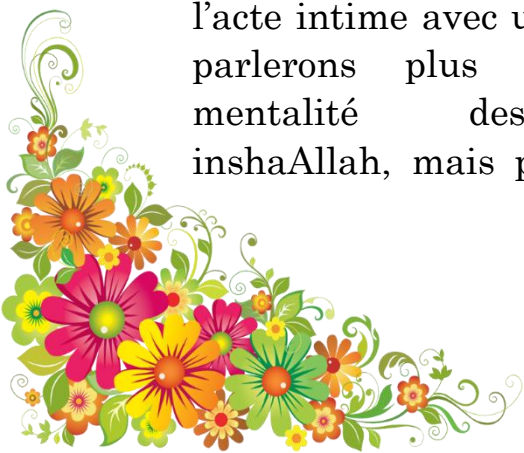 l’acte intime avec
parlerons plus
mentalité des
inshaAllah, mais